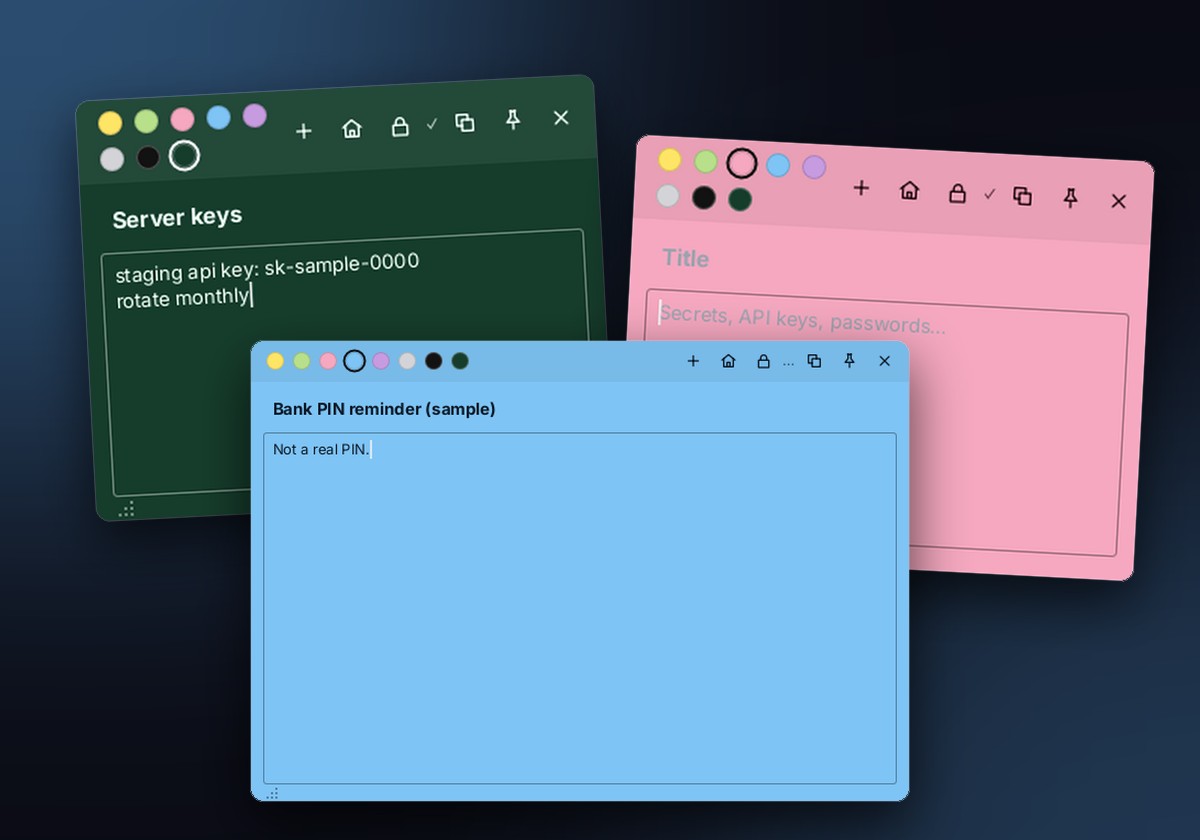 Server keys
staging api key: sk-sample-0000
rotate monthly
Title
Secrets, API keys, passwords...
Bank PIN reminder (sample)
Not a real PIN.